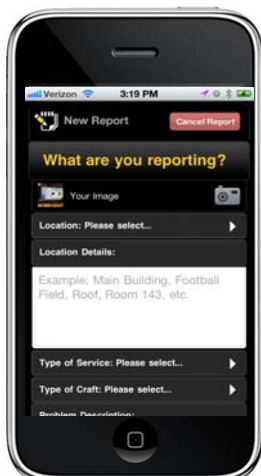 Verizon 3:19 PM
New Report Cancel Report
What are you reporting?
Your Image
Location: Please select...
Location Details:
Example: Main Building, Football
Field, Roof, Room 143, etc.
Type of Service: Please select...
Type of Craft: Please select...
Problem Description: